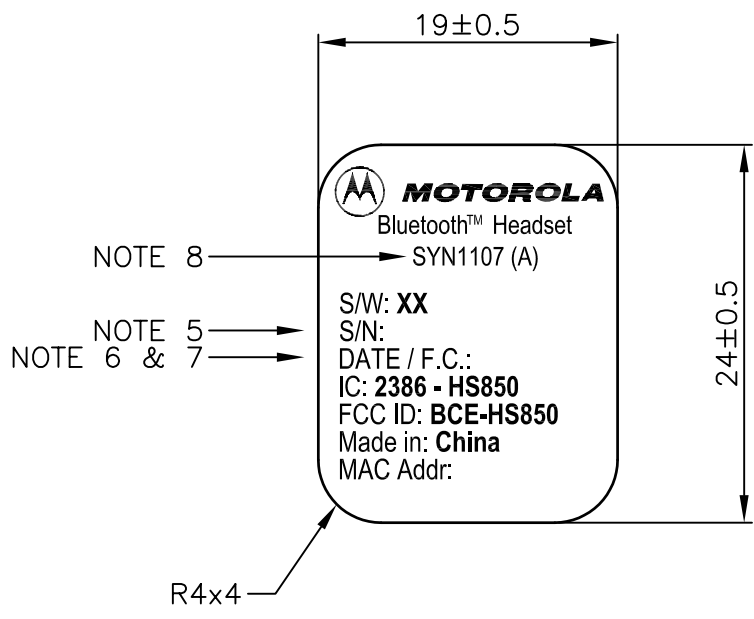 19±0.5
MOTOROLA
Bluetooth™ Headset
NOTE 8
SYN1107 (A)
S/W: XX
NOTE 5
S/N:
NOTE 6 & 7
DATE / F.C.:
IC: 2386 - HS850
FCC ID: BCE-HS850
Made in: China
MAC Addr:
24±0.5
R4x4